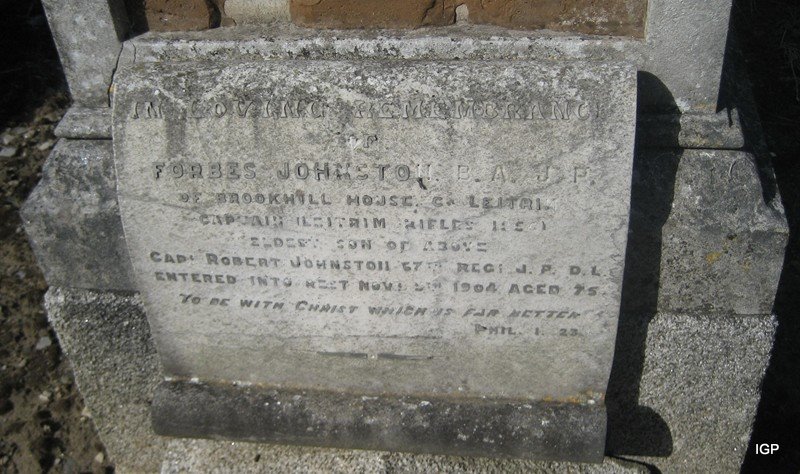 IN LOVING REMEMBRANCE
OF
FORBES JOHNSTON. B.A. J.P.
OF BROOKHILL HOUSE, Co LEITRIM
CAPTAIN LEITRIM RIFLES
ELDEST SON OF ABOVE
CAPT ROBERT JOHNSTON 67TH REGT J.P. D.L.
ENTERED INTO REST NOVR 1904 AGED 75
TO BE WITH CHRIST WHICH IS FAR BETTER
PHIL. 1. 23.
IGP